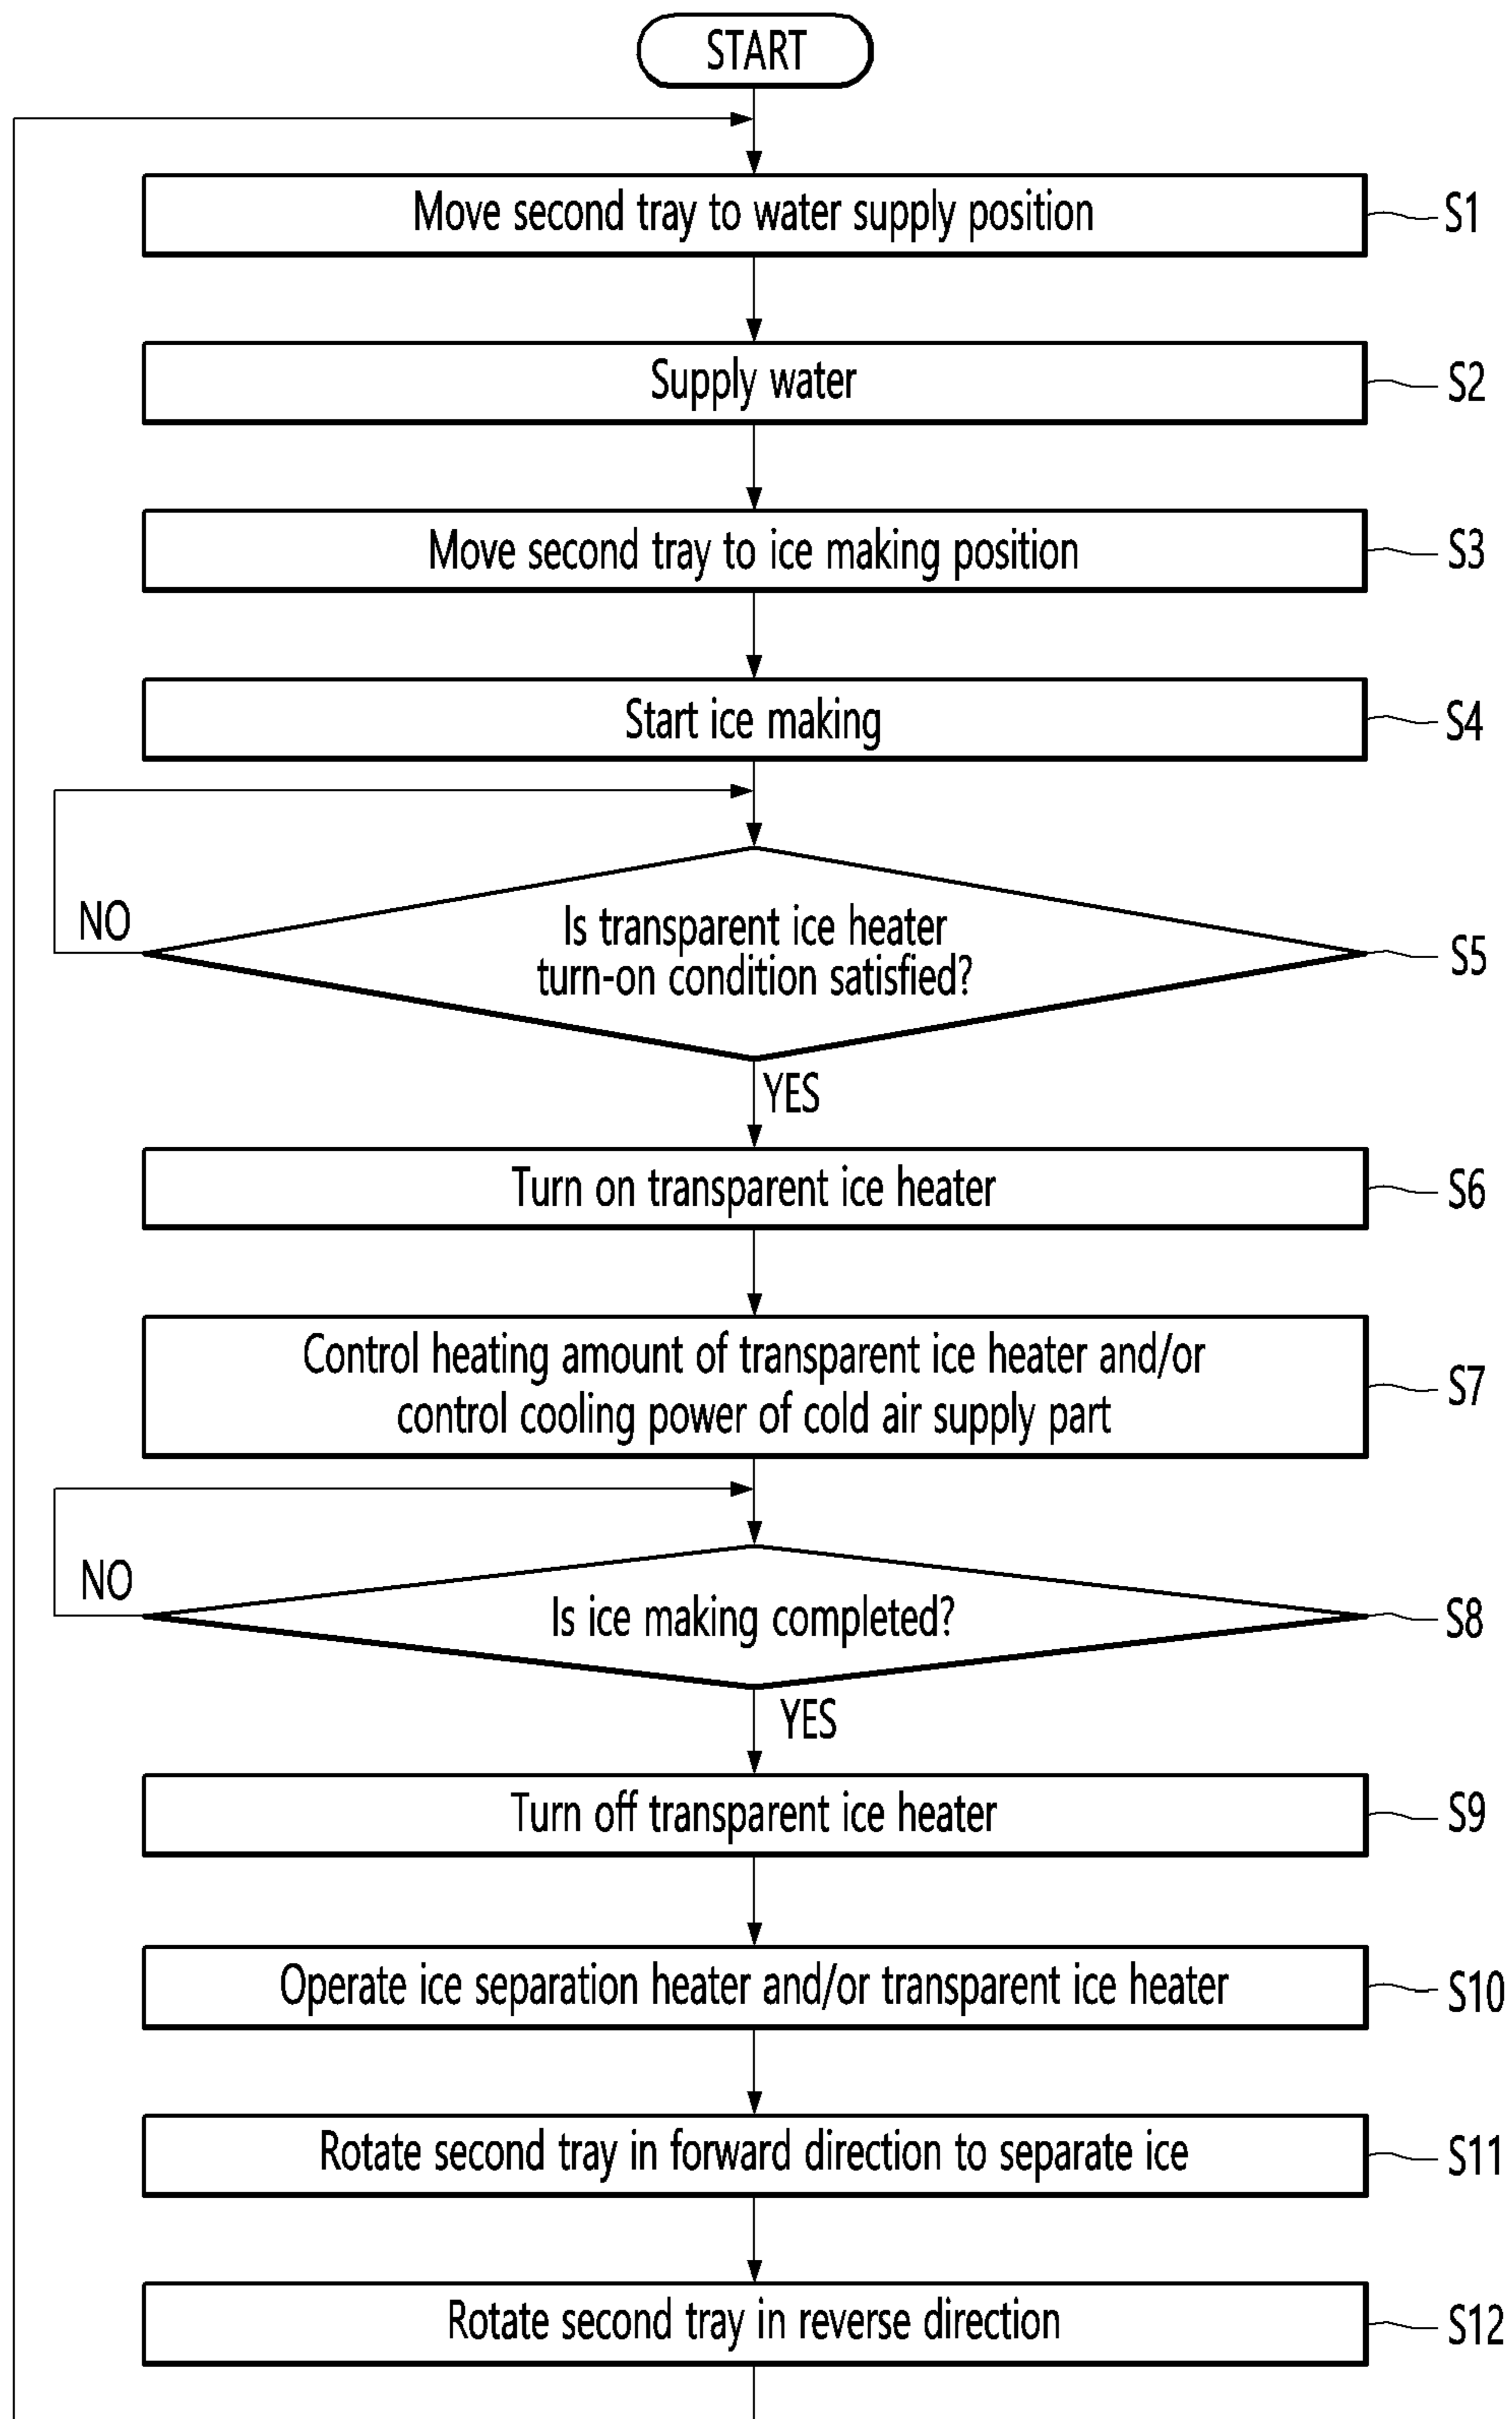 START
Move second tray to water supply position
S1
Supply water
S2
Move second tray to ice making position
S3
Start ice making
S4
NO
Is transparent ice heater
turn-on condition satisfied?
S5
YES
Turn on transparent ice heater
S6
Control heating amount of transparent ice heater and/or
control cooling power of cold air supply part
S7
NO
Is ice making completed?
S8
YES
Turn off transparent ice heater
S9
Operate ice separation heater and/or transparent ice heater
S10
Rotate second tray in forward direction to separate ice
S11
Rotate second tray in reverse direction
S12